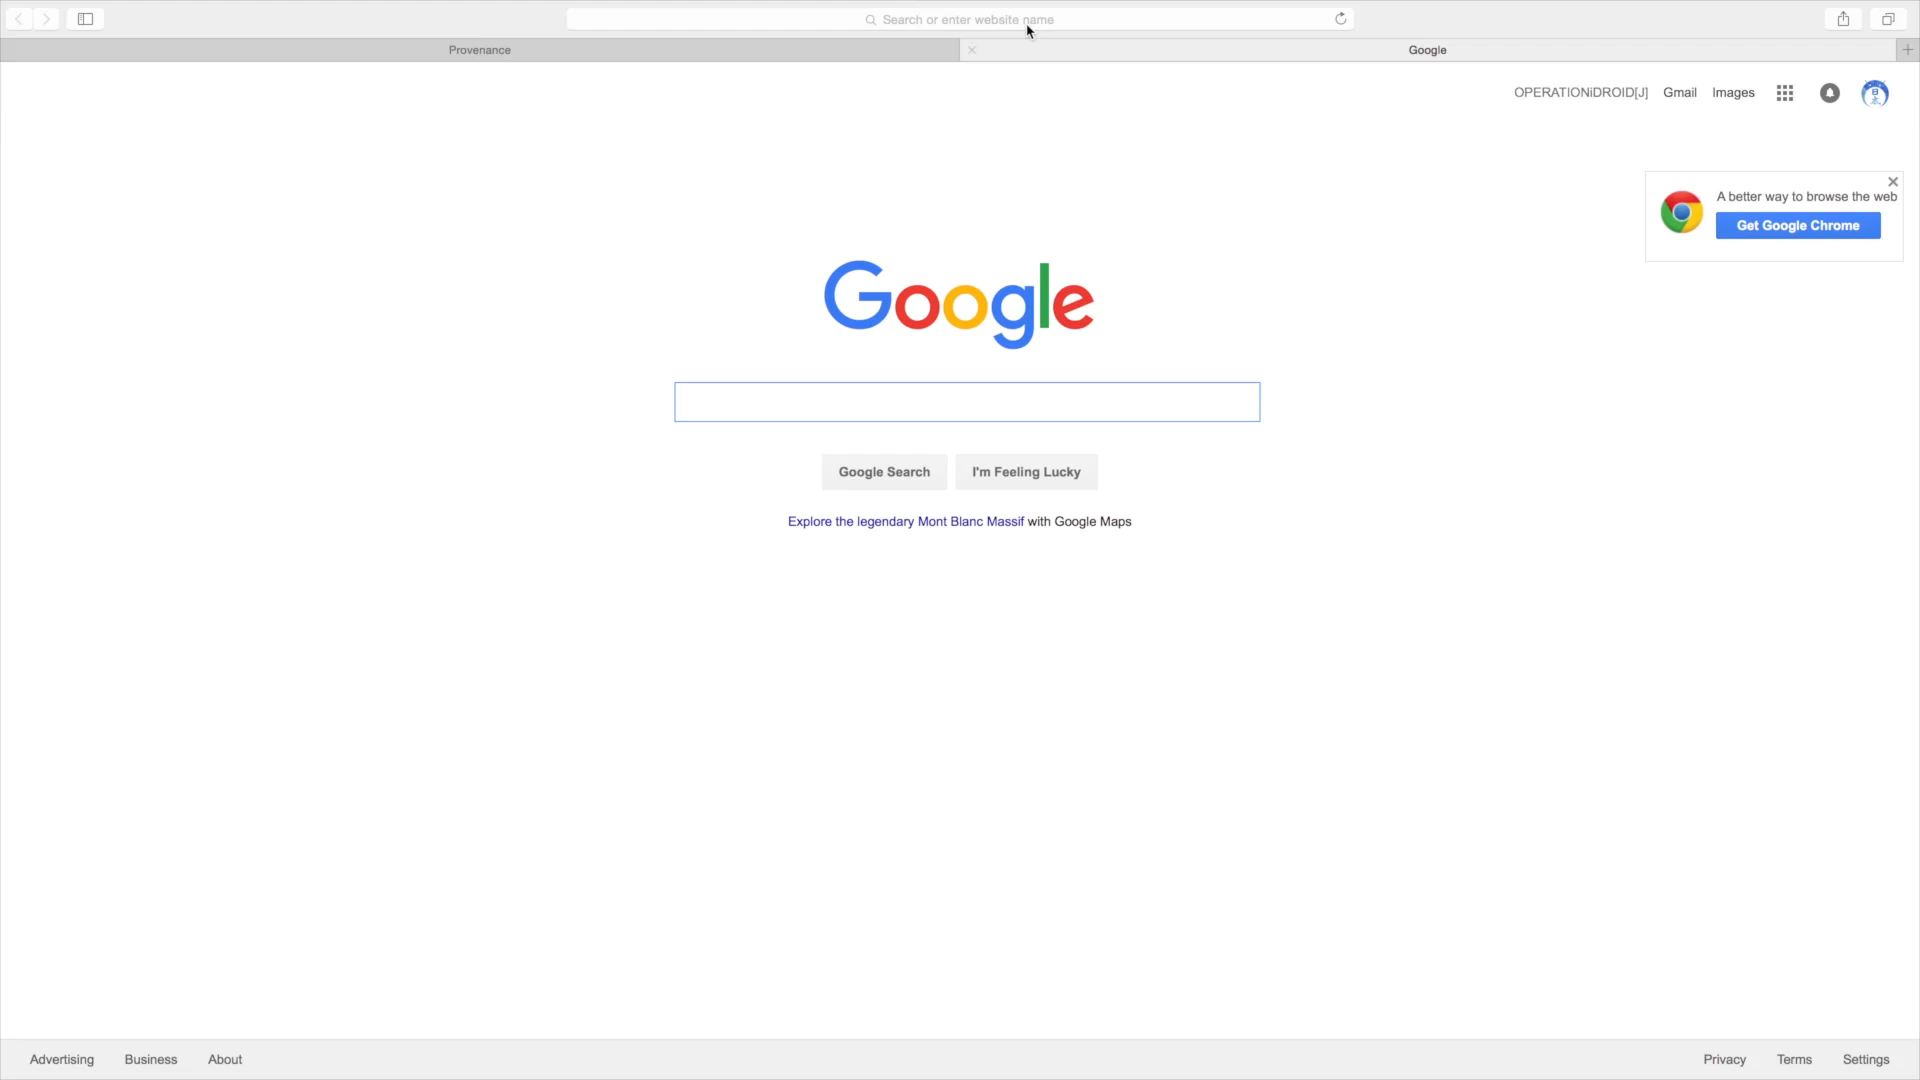 Search or enter website name
Provenance
Google
OPERATIONiDROID[J] Gmail Images
A better way to browse the web
Get Google Chrome
Google
Google Search I'm Feeling Lucky
Explore the legendary Mont Blanc Massif with Google Maps
Advertising Business About Privacy Terms Settings